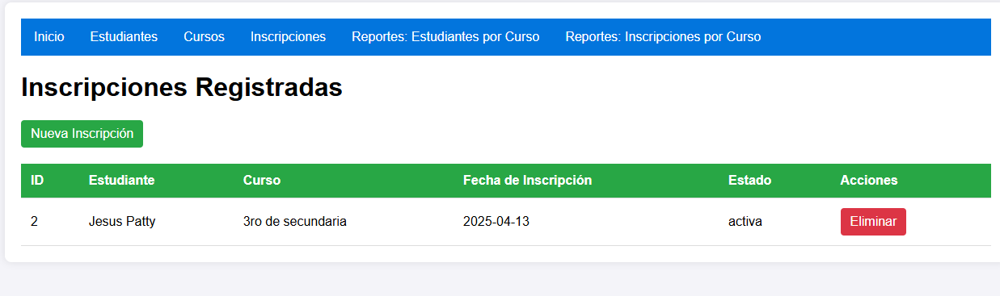 Inicio Estudiantes Cursos Inscripciones Reportes: Estudiantes por Curso Reportes: Inscripciones por Curso
Inscripciones Registradas
Nueva Inscripción
ID Estudiante Curso Fecha de Inscripción Estado Acciones
2 Jesus Patty 3ro de secundaria 2025-04-13 activa Eliminar